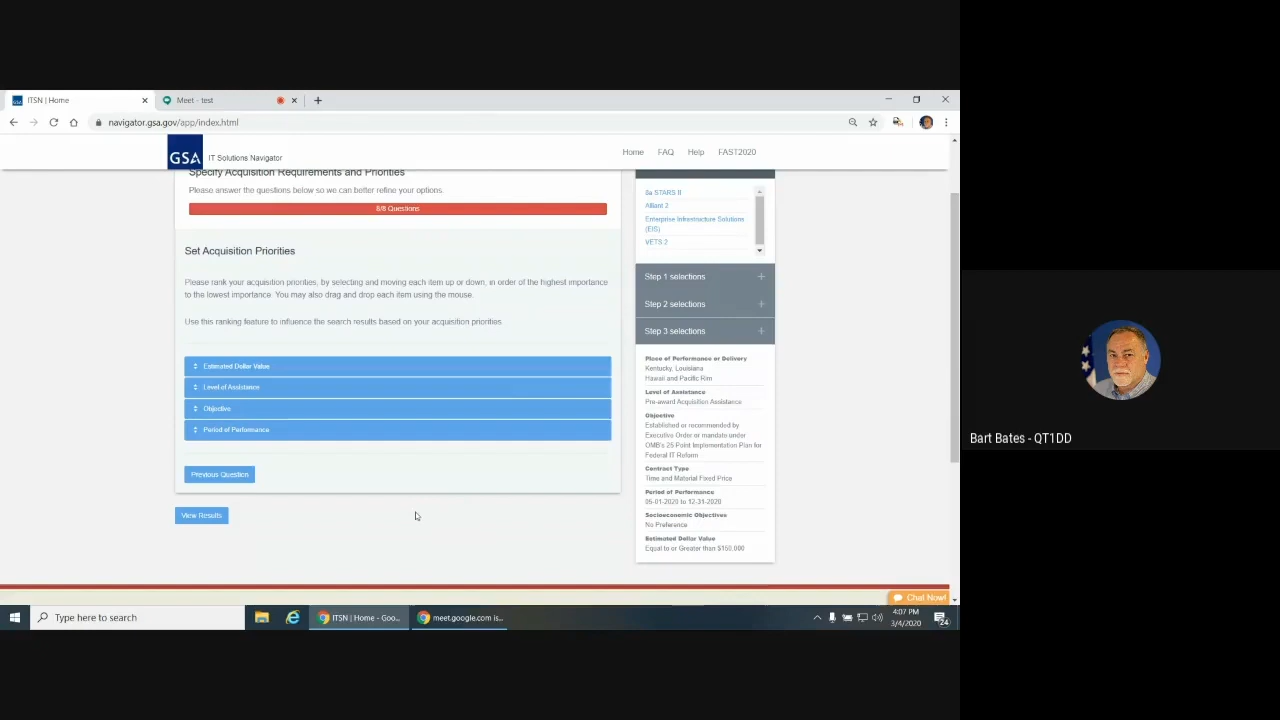 ITSN | Home
Meet - test
navigator.gsa.gov/app/index.html
GSA
IT Solutions Navigator
Home
FAQ
Help
FAST2020
Specify Acquisition Requirements and Priorities
Please answer the questions below so we can better refine your options.
8/8 Questions
Set Acquisition Priorities
Please rank your acquisition priorities, by selecting and moving each item up or down, in order of the highest importance
to the lowest importance. You may also drag and drop each item using the mouse.
Use this ranking feature to influence the search results based on your acquisition priorities
Estimated Dollar Value
Level of Assistance
Objective
Period of Performance
Previous Question
View Results
8a STARS II
Alliant 2
Enterprise Infrastructure Solutions
(EIS)
VETS 2
Step 1 selections
Step 2 selections
Step 3 selections
Place of Performance or Delivery
Kentucky, Louisiana
Hawaii and Pacific Rim
Level of Assistance
Pre-award Acquisition Assistance
Objective
Established or recommended by
Executive Order or mandate under
OMB's 25 Point Implementation Plan for
Federal IT Reform
Contract Type
Time and Material Fixed Price
Period of Performance
05-01-2020 to 12-31-2020
Socioeconomic Objectives
No Preference
Estimated Dollar Value
Equal to or Greater than $150,000
Chat Now!
Type here to search
ITSN | Home - Goo...
meet.google.com is...
4:07 PM
3/4/2020
24
Bart Bates - QT1DD